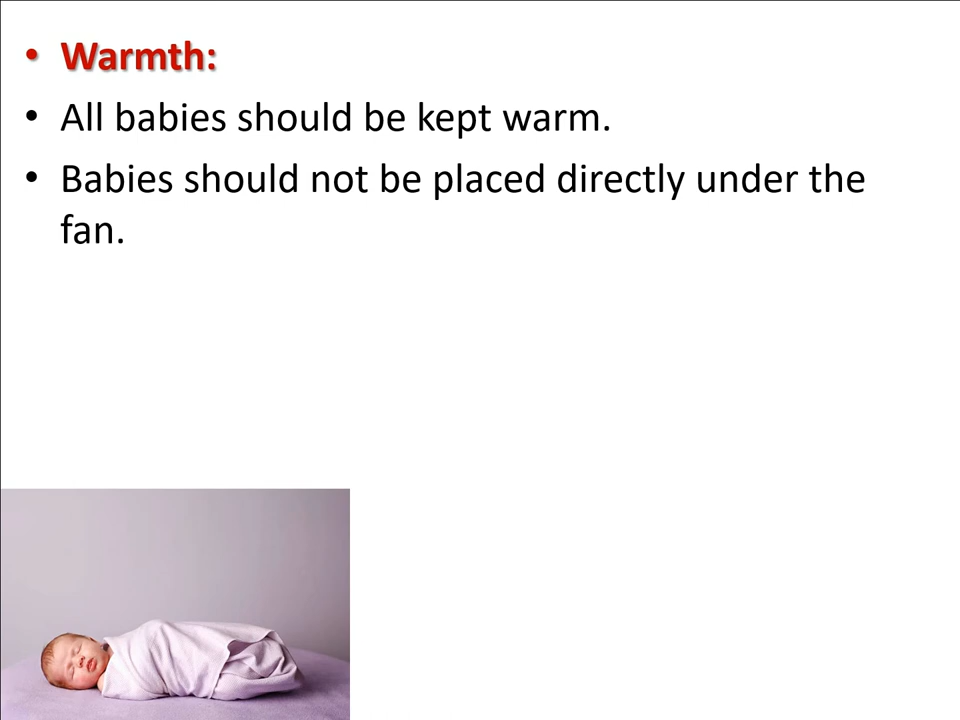 • Warmth:
• All babies should be kept warm.
• Babies should not be placed directly under the
fan.